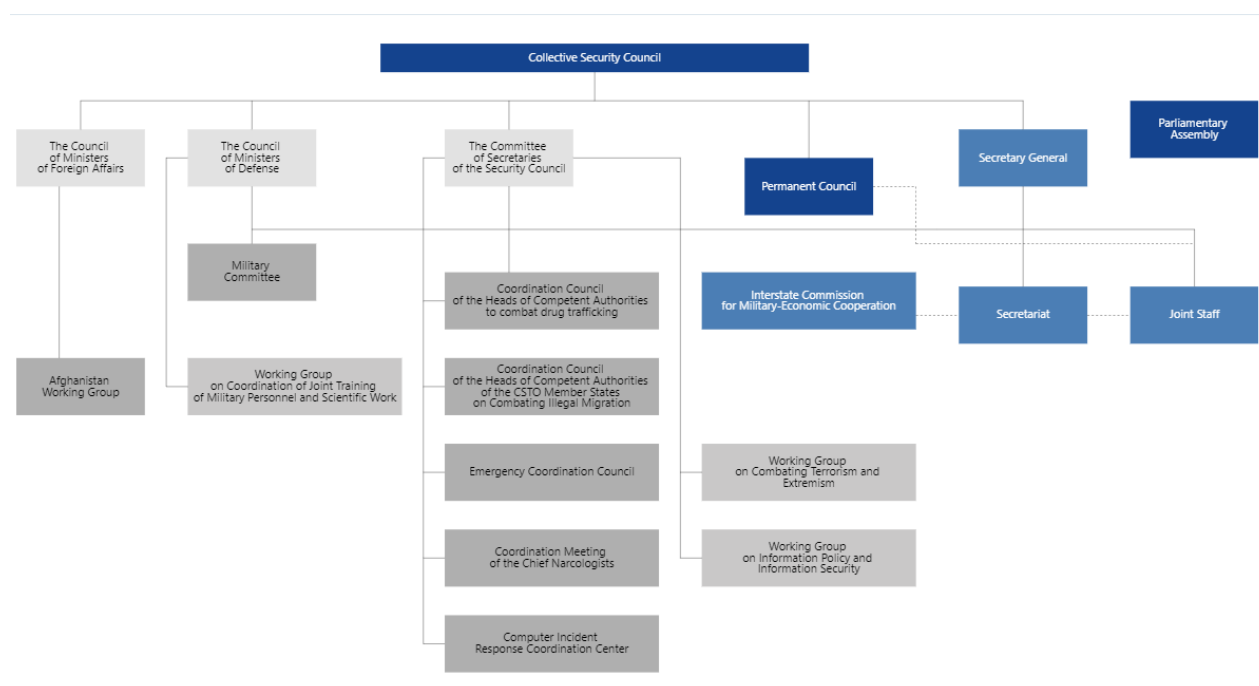 Collective Security Council
The Council
of Ministers
of Foreign Affairs
The Council
of Ministers
of Defense
The Committee
of Secretaries
of the Security Council
Permanent Council
Secretary General
Parliamentary
Assembly
Military
Committee
Coordination Council
of the Heads of Competent Authorities
to combat drug trafficking
Interstate Commission
for Military-Economic Cooperation
Secretariat
Joint Staff
Afghanistan
Working Group
Working Group
on Coordination of Joint Training
of Military Personnel and Scientific Work
Coordination Council
of the Heads of Competent Authorities
of the CSTO Member States
on Combating Illegal Migration
Emergency Coordination Council
Working Group
on Combating Terrorism and
Extremism
Coordination Meeting
of the Chief Narcologists
Working Group
on Information Policy and
Information Security
Computer Incident
Response Coordination Center